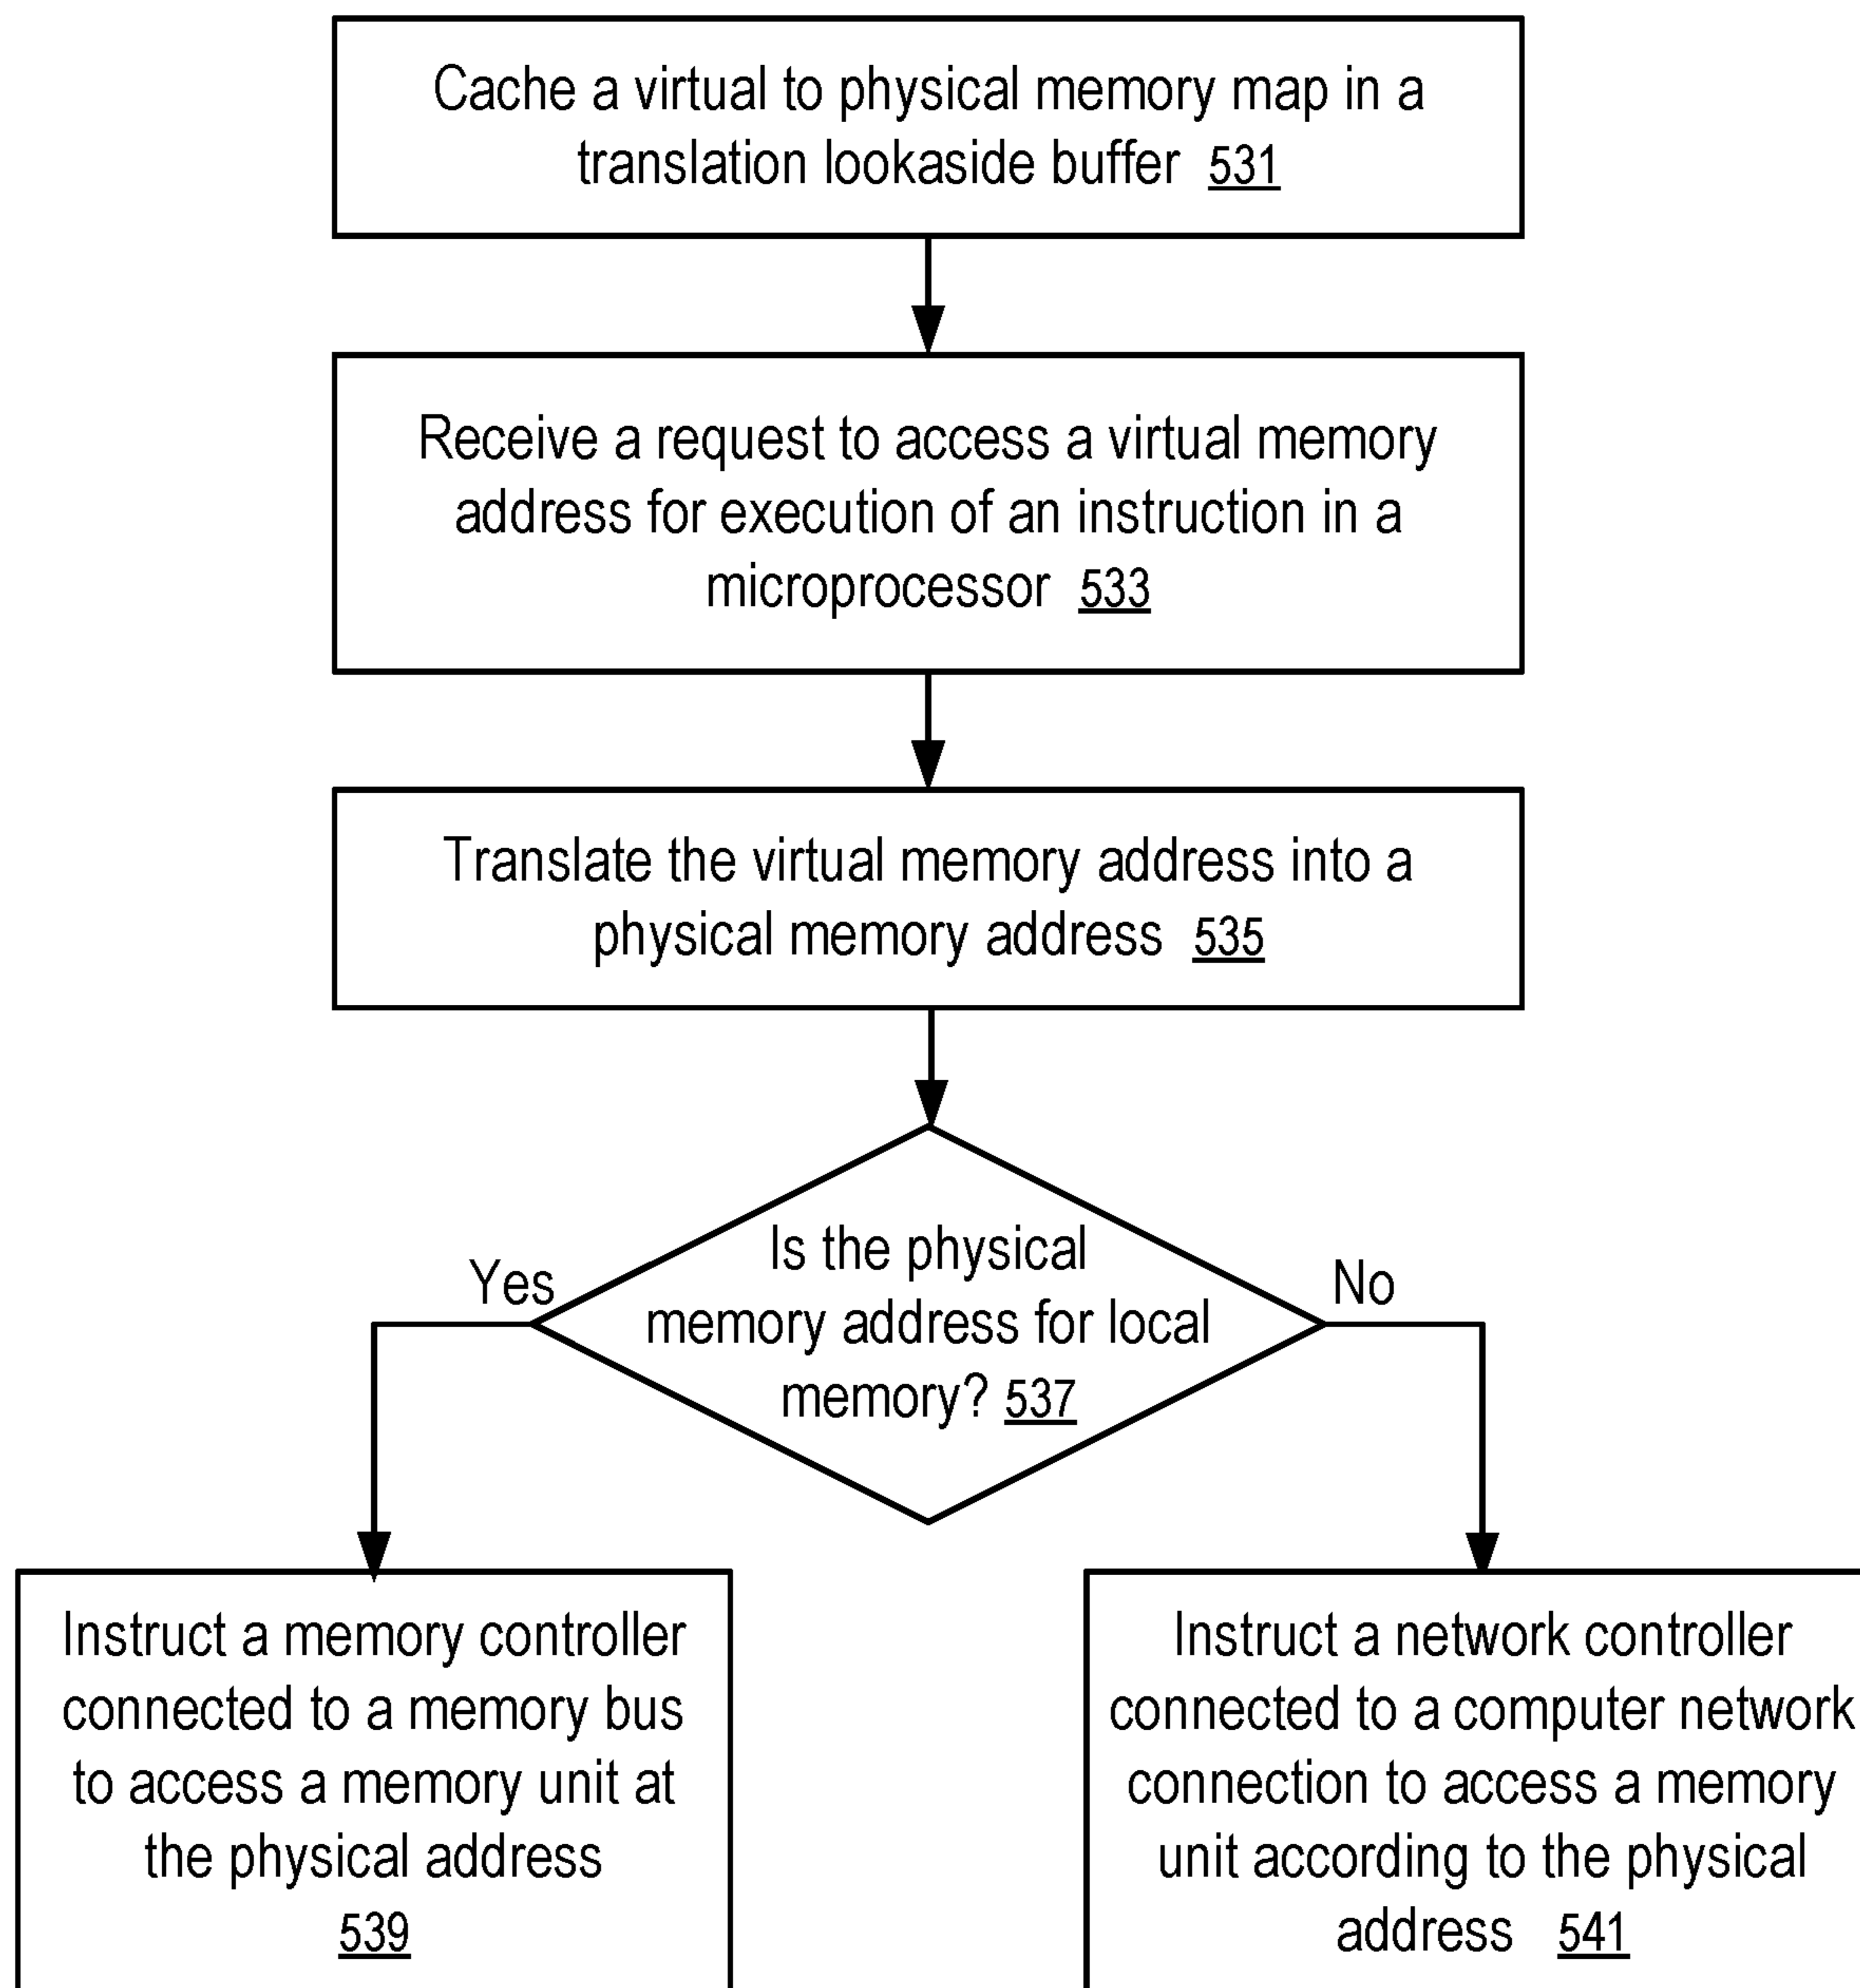 Cache a virtual to physical memory map in a
translation lookaside buffer 531
Receive a request to access a virtual memory
address for execution of an instruction in a
microprocessor 533
Translate the virtual memory address into a
physical memory address 535
Is the physical
memory address for local
memory? 537
Yes
No
Instruct a memory controller
connected to a memory bus
to access a memory unit at
the physical address
539
Instruct a network controller
connected to a computer network
connection to access a memory
unit according to the physical
address 541